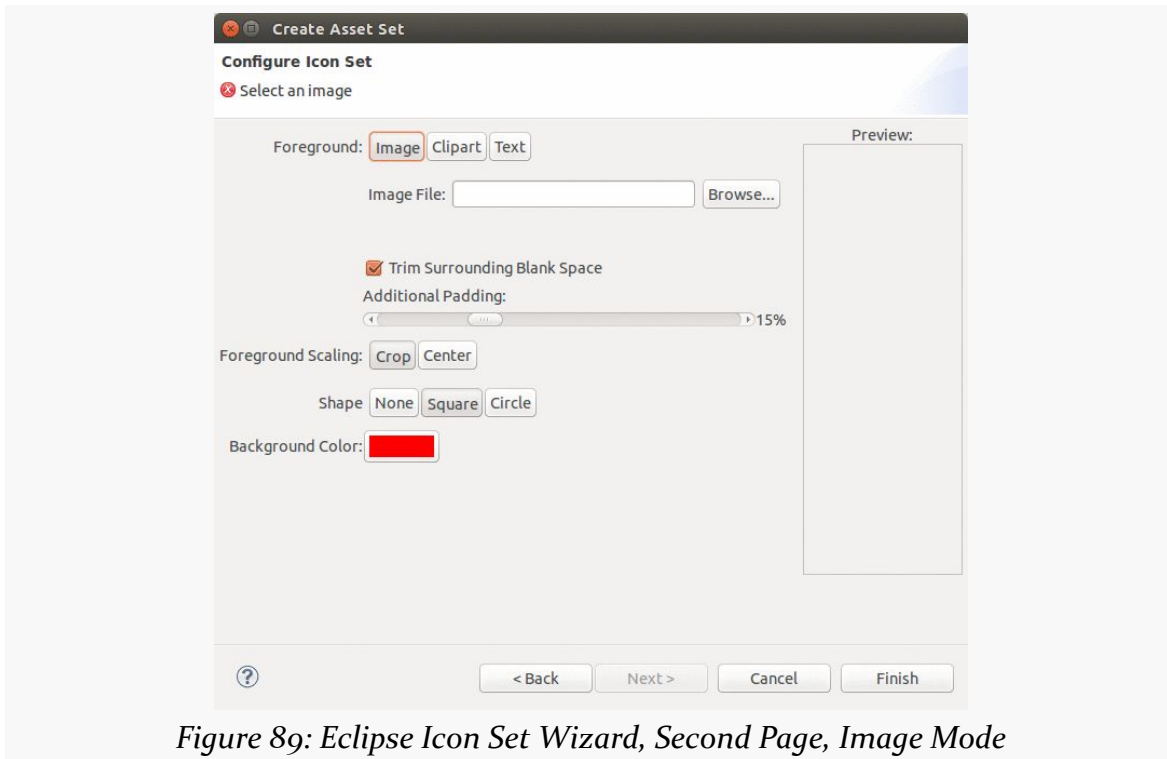 Create Asset Set
Configure Icon Set
Select an image
Preview:
Foreground: Image Clipart Text
Image File: Browse...
Trim Surrounding Blank Space
Additional Padding:
15%
Foreground Scaling: Crop Center
Shape None Square Circle
Background Color:
? < Back Next > Cancel Finish
Figure 89: Eclipse Icon Set Wizard, Second Page, Image Mode